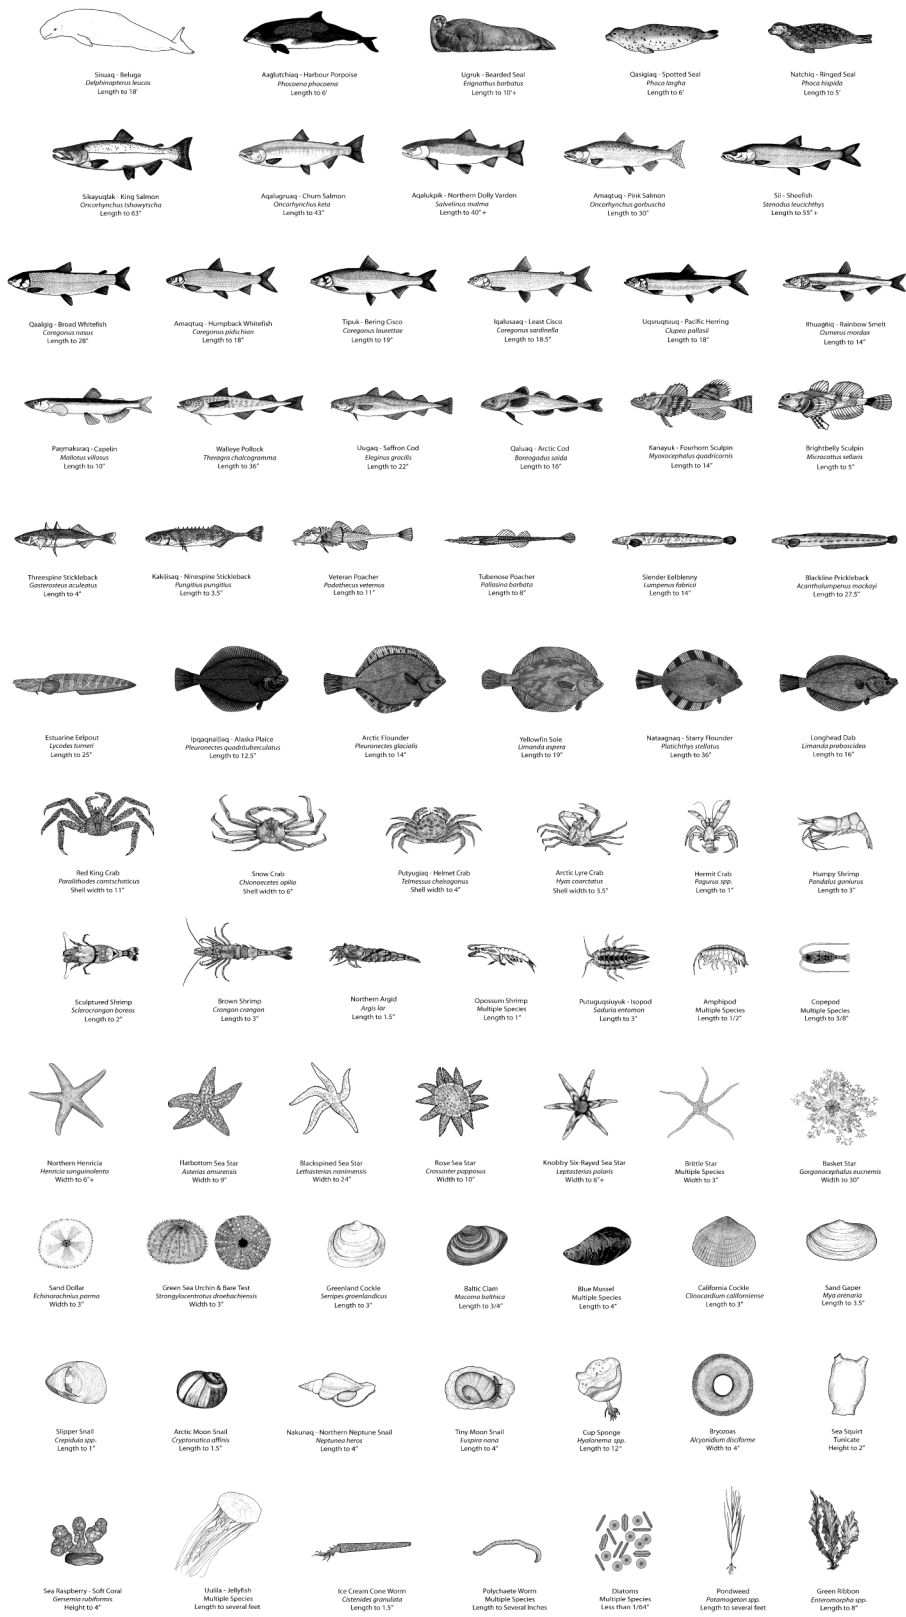 Sisuaq - Beluga
Delphinapterus leucas
Length to 18'
Aaġlutchiaq - Harbour Porpoise
Phocoena phocoena
Length to 6'
Ugruk - Bearded Seal
Erignathus barbatus
Length to 10'+
Qasigiaq - Spotted Seal
Phoca largha
Length to 6'
Natchiq - Ringed Seal
Phoca hispida
Length to 5'
Sikayuqlak - King Salmon
Oncorhynchus tshawytscha
Length to 63"
Aqalugruaq - Chum Salmon
Oncorhynchus keta
Length to 43"
Aqalukpik - Northern Dolly Varden
Salvelinus malma
Length to 40" +
Amaqtuq - Pink Salmon
Oncorhynchus gorbuscha
Length to 30"
Sii - Sheefish
Stenodus leucichthys
Length to 55" +
Qaalgiq - Broad Whitefish
Coregonus nasus
Length to 28"
Amaqtuq - Humpback Whitefish
Coregonus pidschian
Length to 18"
Tipuk - Bering Cisco
Coregonus laurettae
Length to 19"
Iqalusaaq - Least Cisco
Coregonus sardinella
Length to 18.5"
Uqsruqtuuq - Pacific Herring
Clupea pallasii
Length to 18"
Ilhuaġñiq - Rainbow Smelt
Osmerus mordax
Length to 14"
Paŋmaksraq - Capelin
Mallotus villosus
Length to 10"
Walleye Pollock
Theragra chalcogramma
Length to 36"
Uugaq - Saffron Cod
Eleginus gracilis
Length to 22"
Qaluaq - Arctic Cod
Boreogadus saida
Length to 16"
Kanayuk - Fourhorn Sculpin
Myoxocephalus quadricornis
Length to 14"
Brightbelly Sculpin
Microcottus sellaris
Length to 5"
Threespine Stickleback
Gasterosteus aculeatus
Length to 4"
Kakiḷisaq - Ninespine Stickleback
Pungitius pungitius
Length to 3.5"
Veteran Poacher
Podothecus veternus
Length to 11"
Tubenose Poacher
Pallasina barbata
Length to 8"
Slender Eelblenny
Lumpenus fabricii
Length to 14"
Blackline Prickleback
Acantholumpenus mackayi
Length to 27.5"
Estuarine Eelpout
Lycodes turneri
Length to 25"
Alaska Plaice
Pleuronectes quadrituberculatus
Length to 12.5"
Arctic Flounder
Pleuronectes glacialis
Length to 14"
Yellowfin Sole
Limanda aspera
Length to 19"
Nataaġnaq - Starry Flounder
Platichthys stellatus
Length to 36"
Longhead Dab
Limanda proboscidea
Length to 16"
Red King Crab
Paralithodes camtschaticus
Shell width to 11"
Snow Crab
Chionoecetes opilio
Shell width to 6"
Putyugiaq - Helmet Crab
Telmessus cheiragonus
Shell width to 4"
Arctic Lyre Crab
Hyas coarctatus
Shell width to 3.5"
Hermit Crab
Pagurus spp.
Length to 1"
Humpy Shrimp
Pandalus goniurus
Length to 3"
Sculptured Shrimp
Sclerocrangon boreas
Length to 2"
Brown Shrimp
Crangon crangon
Length to 3"
Northern Argid
Argis lar
Length to 1.5"
Opossum Shrimp
Multiple Species
Length to 1"
Putuguqsiuyuk - Isopod
Saduria entomon
Length to 3"
Amphipod
Multiple Species
Length to 1/2"
Copepod
Multiple Species
Length to 3/8"
Northern Henricia
Henricia sanguinolenta
Width to 6"+
Flatbottom Sea Star
Asterias amurensis
Width to 9"
Blackspined Sea Star
Lethasterias nanimensis
Width to 24"
Rose Sea Star
Crossaster papposus
Width to 10"
Knobby Six-Rayed Sea Star
Leptasterias polaris
Width to 6"+
Brittle Star
Multiple Species
Width to 3"
Basket Star
Gorgonocephalus eucnemis
Width to 30"
Sand Dollar
Echinarachnius parma
Width to 3"
Green Sea Urchin & Bare Test
Strongylocentrotus droebachiensis
Width to 3"
Greenland Cockle
Serripes groenlandicus
Length to 3"
Baltic Clam
Macoma balthica
Length to 3/4"
Blue Mussel
Multiple Species
Length to 4"
California Cockle
Clinocardium californiense
Length to 3"
Sand Gaper
Mya arenaria
Length to 3.5"
Slipper Snail
Crepidula spp.
Length to 1"
Arctic Moon Snail
Cryptonatica affinis
Length to 1.5"
Nakunaq - Northern Neptune Snail
Neptunea heros
Length to 4"
Tiny Moon Snail
Euspira nana
Length to 4"
Cup Sponge
Hyalonema spp.
Length to 12"
Bryozoas
Alcyonidium disciforme
Width to 4"
Sea Squirt
Tunicate
Height to 2"
Sea Raspberry - Soft Coral
Gersemia rubiformis
Height to 4"
Uulila - Jellyfish
Multiple Species
Length to several feet
Ice Cream Cone Worm
Cistenides granulata
Length to 1.5"
Polychaete Worm
Multiple Species
Length to Several Inches
Diatoms
Multiple Species
Less than 1/64"
Pondweed
Potamogeton spp.
Length to several feet
Green Ribbon
Enteromorpha spp.
Length to 8"